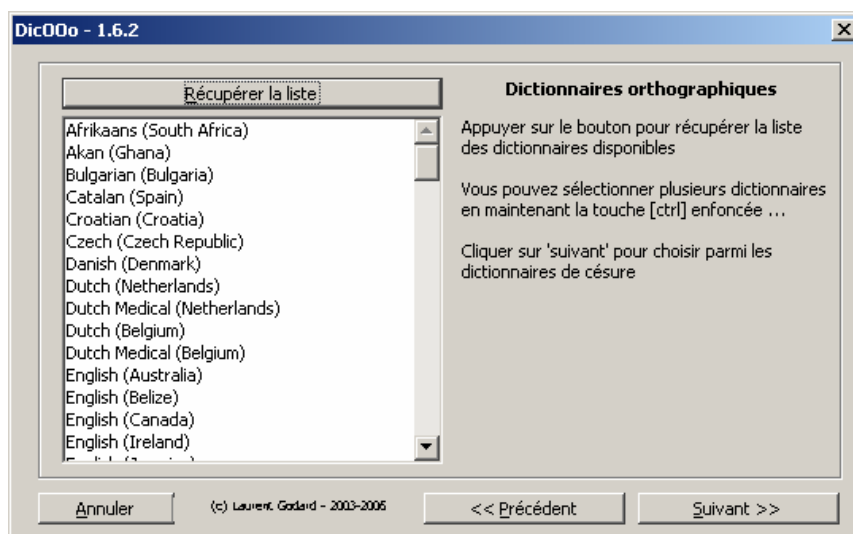 DicOOo - 1.6.2
Récupérer la liste
Afrikaans (South Africa)
Akan (Ghana)
Bulgarian (Bulgaria)
Catalan (Spain)
Croatian (Croatia)
Czech (Czech Republic)
Danish (Denmark)
Dutch (Netherlands)
Dutch Medical (Netherlands)
Dutch (Belgium)
Dutch Medical (Belgium)
English (Australia)
English (Belize)
English (Canada)
English (Ireland)
Dictionnaires orthographiques
Appuyer sur le bouton pour récupérer la liste
des dictionnaires disponibles
Vous pouvez sélectionner plusieurs dictionnaires
en maintenant la touche [ctrl] enfoncée ...
Cliquer sur 'suivant' pour choisir parmi les
dictionnaires de césure
Annuler
(c) Laurent Godard - 2003-2006
<< Précédent
Suivant >>